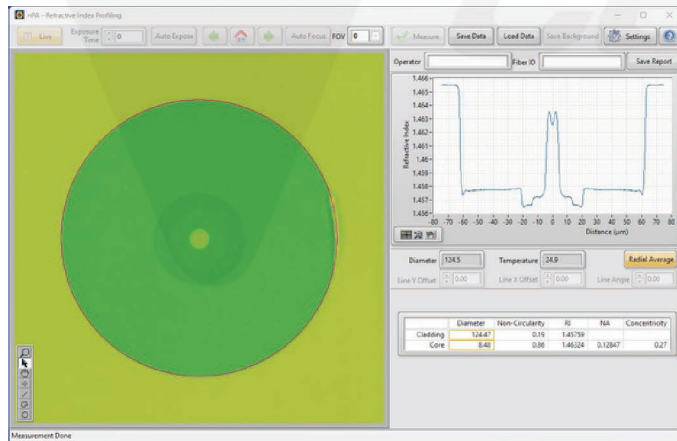 nPA - Refractive Index Profiling
Live Exposure Time 0 Auto Expose Auto Focus FOV 0 Measure Save Data Load Data Save Background Settings
Operator Fiber ID Save Report
1.466
1.465
1.464
1.463
1.462
1.461
1.46
1.459
1.458
1.457
1.456
Refractive Index
-80 -70 -60 -50 -40 -30 -20 -10 0 10 20 30 40 50 60 70 80
Distance (µm)
Diameter 124.5 Temperature 24.9 Radial Average
Line Y Offset 0.00 Line X Offset 0.00 Line Angle 0.00
Diameter Non-Circularity RI NA Concentricity
Cladding 124.47 0.19 1.45759
Core 8.48 0.86 1.46324 0.12847 0.27
Measurement Done